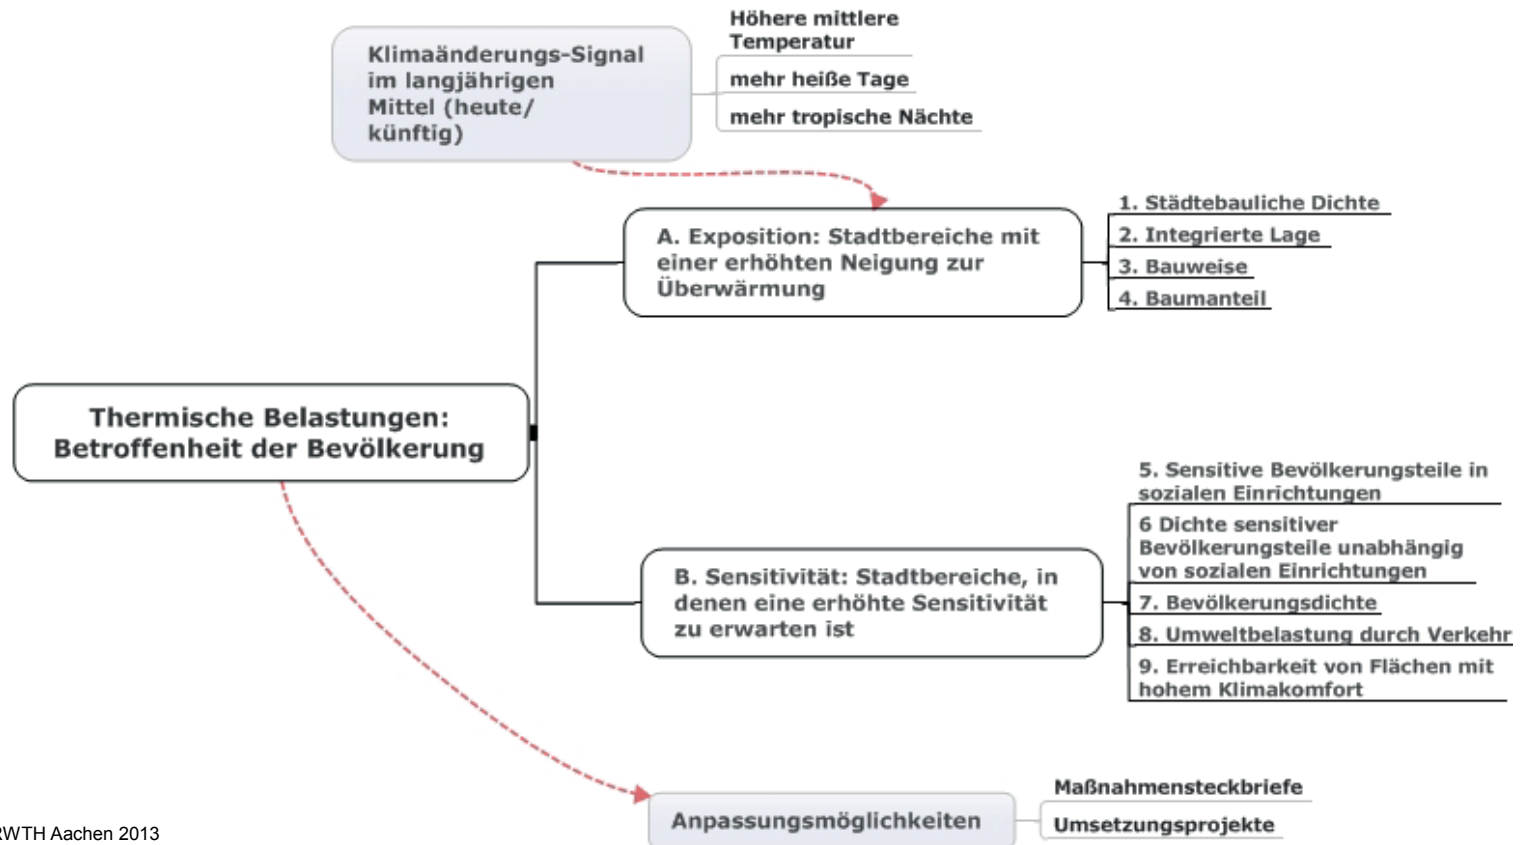 Klimaänderungs-Signal
im langjährigen
Mittel (heute/
künftig)
Höhere mittlere
Temperatur
mehr heiße Tage
mehr tropische Nächte
A. Exposition: Stadtbereiche mit
einer erhöhten Neigung zur
Überwärmung
1. Städtebauliche Dichte
2. Integrierte Lage
3. Bauweise
4. Baumanteil
Thermische Belastungen:
Betroffenheit der Bevölkerung
B. Sensitivität: Stadtbereiche, in
denen eine erhöhte Sensitivität
zu erwarten ist
5. Sensitive Bevölkerungsteile in
sozialen Einrichtungen
6 Dichte sensitiver
Bevölkerungsteile unabhängig
von sozialen Einrichtungen
7. Bevölkerungsdichte
8. Umweltbelastung durch Verkehr
9. Erreichbarkeit von Flächen mit
hohem Klimakomfort
Anpassungsmöglichkeiten
Maßnahmensteckbriefe
Umsetzungsprojekte
RWTH Aachen 2013